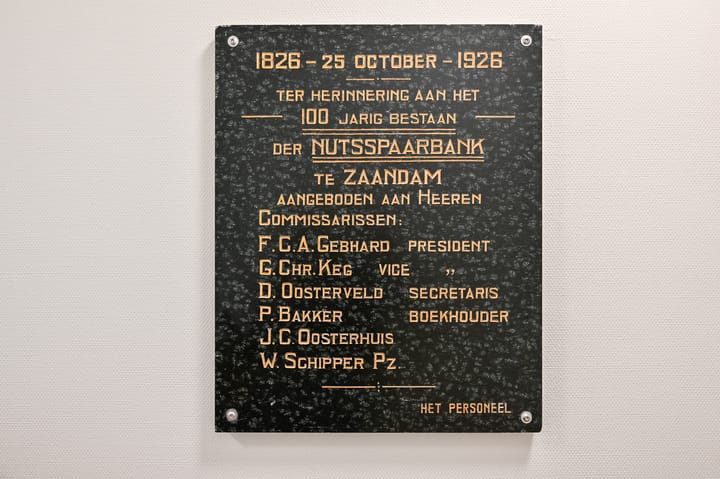 1826 – 25 OCTOBER – 1926
TER HERINNERING AAN HET
100 JARIG BESTAAN
DER NUTSSPAARBANK
TE ZAANDAM
AANGEBODEN AAN HEEREN
COMMISSARISSEN:
F.C.A. GEBHARD PRESIDENT
G. CHR. KEG VICE „
D. OOSTERVELD SECRETARIS
P. BAKKER BOEKHOUDER
J.C. OOSTERHUIS
W. SCHIPPER PZ.
HET PERSONEEL